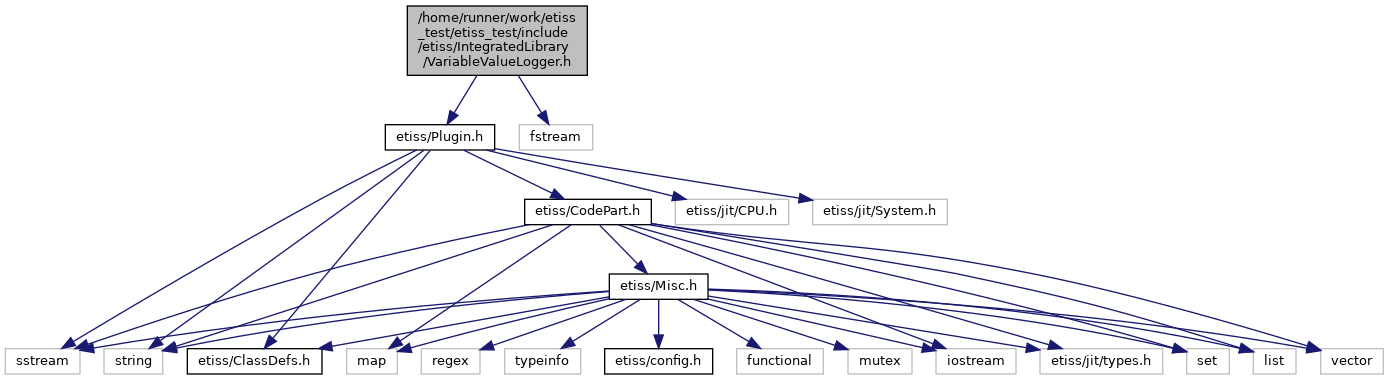 /home/runner/work/etiss
_test/etiss_test/include
/etiss/IntegratedLibrary
/VariableValueLogger.h
etiss/Plugin.h
fstream
etiss/CodePart.h
etiss/jit/CPU.h
etiss/jit/System.h
etiss/Misc.h
sstream
string
etiss/ClassDefs.h
map
regex
typeinfo
etiss/config.h
functional
mutex
iostream
etiss/jit/types.h
set
list
vector